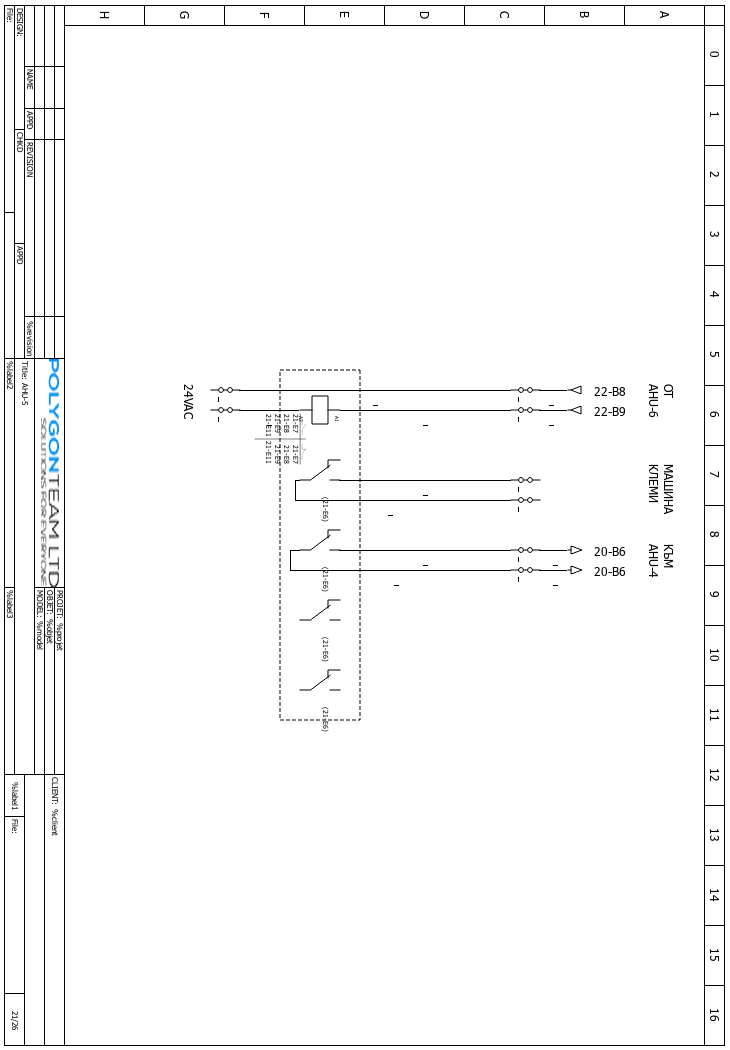 0
1
2
3
4
5
6
7
8
9
10
11
12
13
14
15
16
A
B
C
D
E
F
G
H
ОТ
AHU-6
МАШИНА
КЛЕМИ
КЪМ
AHU-4
22-B8
22-B9
20-B6
20-B6
A1
21-E7 21-E7
21-E8 21-E8
21-E9 21-E9
21-E11 21-E11
(21-E6)
(21-E6)
(21-E6)
(21-E6)
24VAC
NAME
APPD
REVISION
%revision
DESIGN:
CHKD
APPD
File:
POLYGONTEAM LTD
SOLUTIONS FOR EVERYONE
Title: AHU-5
%label2
PROJET: %projet
OBJET: %objet
MODEL: %model
%label3
CLIENT: %client
%label1
File:
21/26